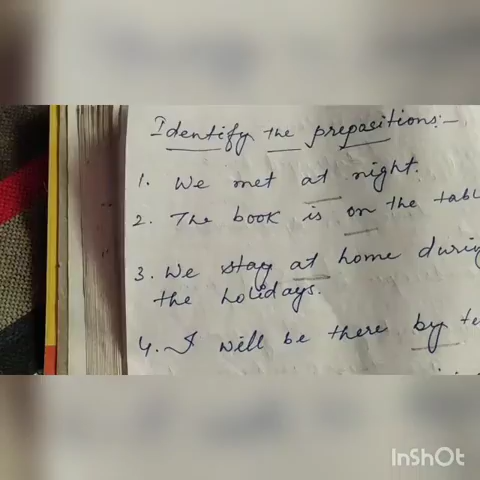 Identify the prepositions:-
1. We met at night.
2. The book is on the
3. We stay at home
the holidays.
4. I will be there by
InShOt